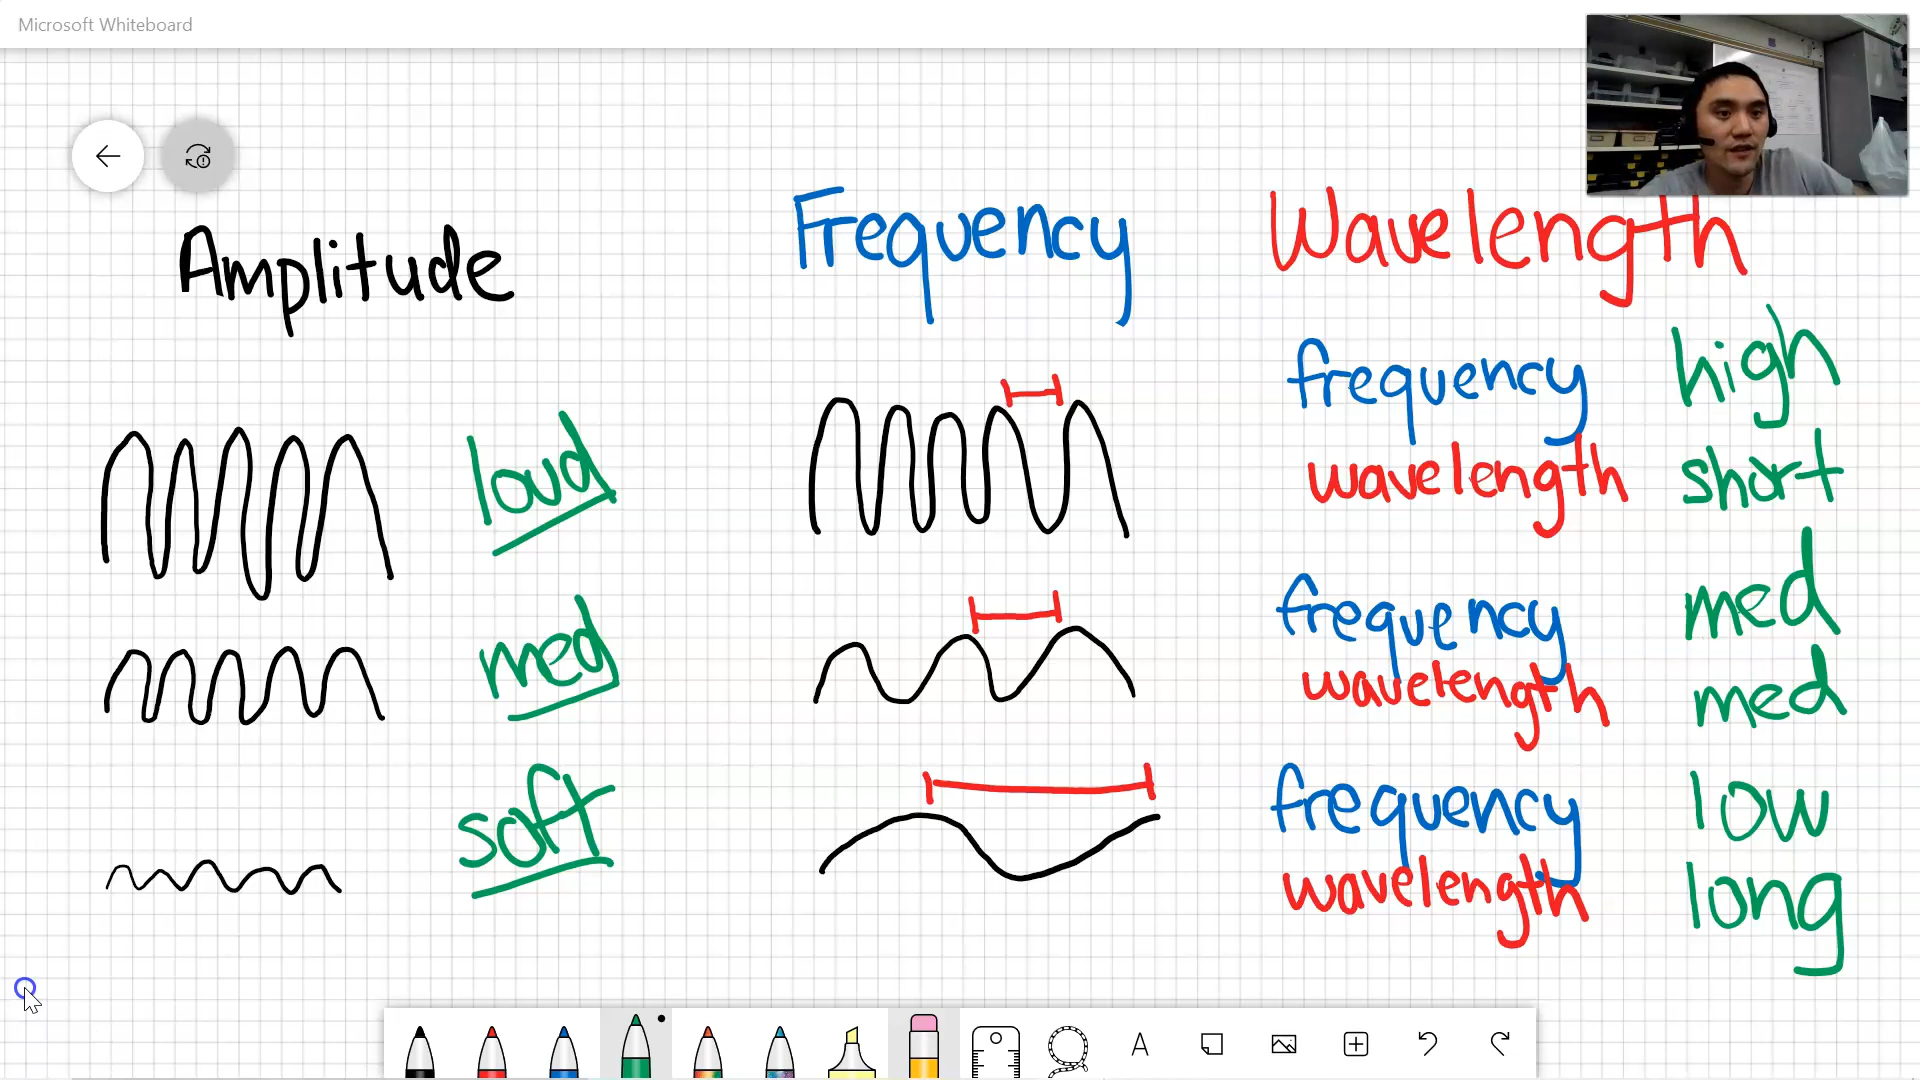 Microsoft Whiteboard
Amplitude
loud
med
soft
Frequency
Wavelength
frequency high
wavelength short
frequency med
wavelength med
frequency low
wavelength long
A